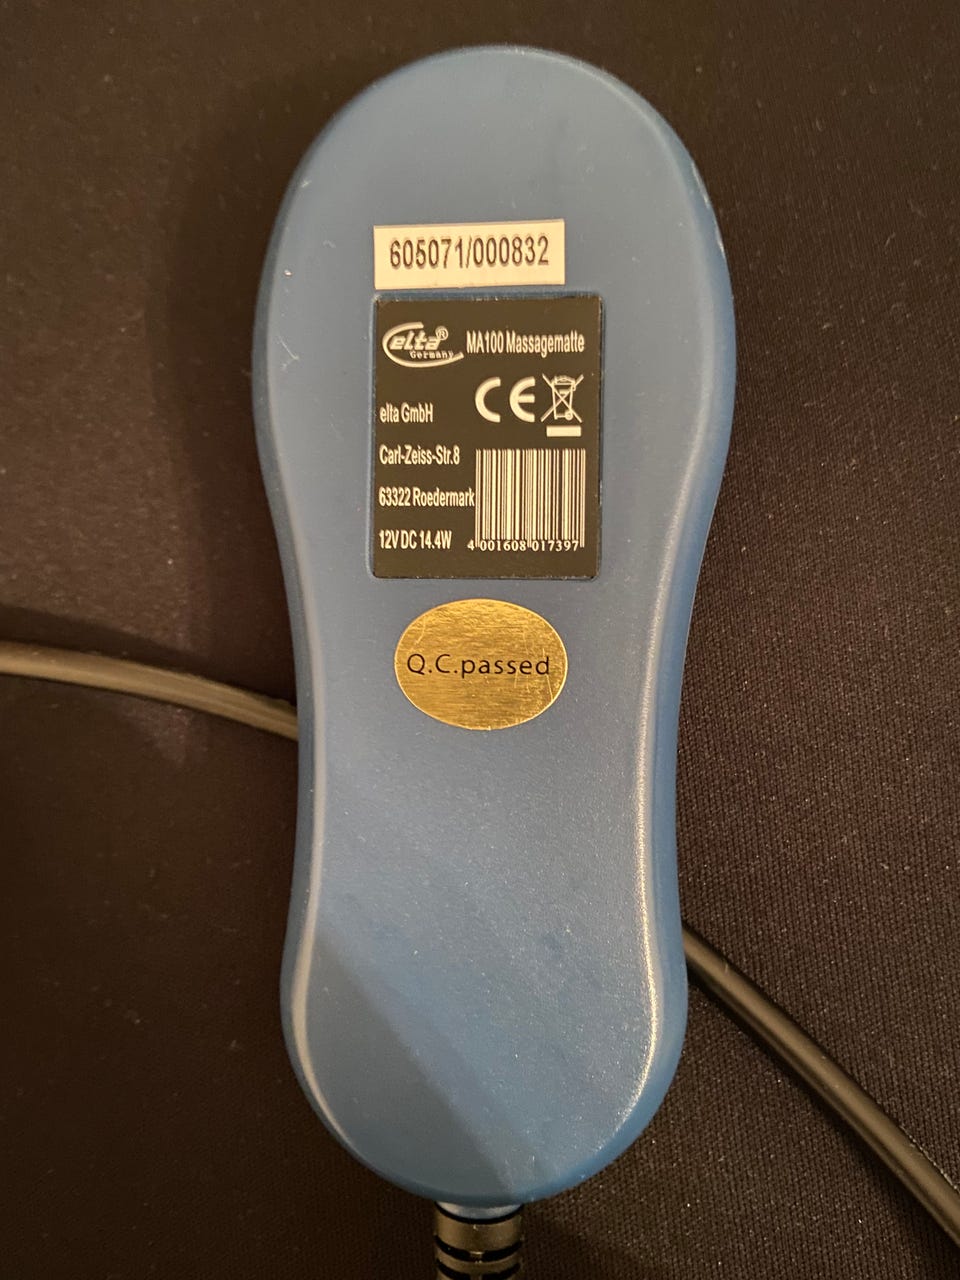 605071/000832
elta®
Germany
MA100 Massagematte
CE
elta GmbH
Carl-Zeiss-Str.8
63322 Roedermark
12V DC 14.4W
4 001608 017397
Q.C.passed